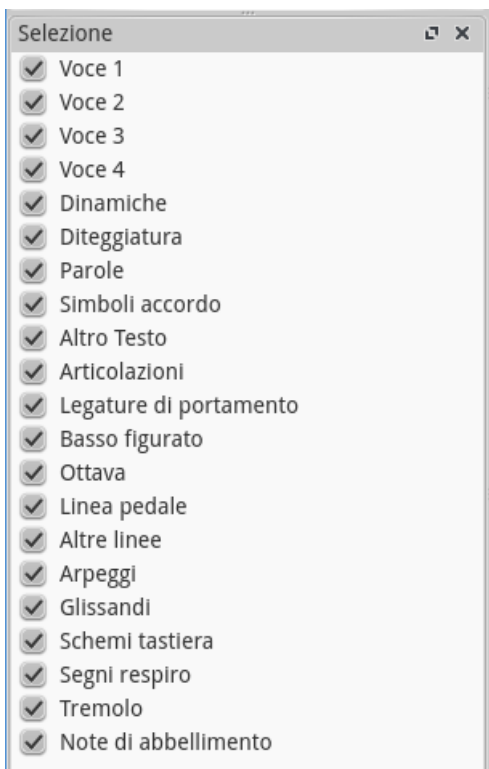 Selezione
Voce 1
Voce 2
Voce 3
Voce 4
Dinamiche
Diteggiatura
Parole
Simboli accordo
Altro Testo
Articolazioni
Legature di portamento
Basso figurato
Ottava
Linea pedale
Altre linee
Arpeggi
Glissandi
Schemi tastiera
Segni respiro
Tremolo
Note di abbellimento